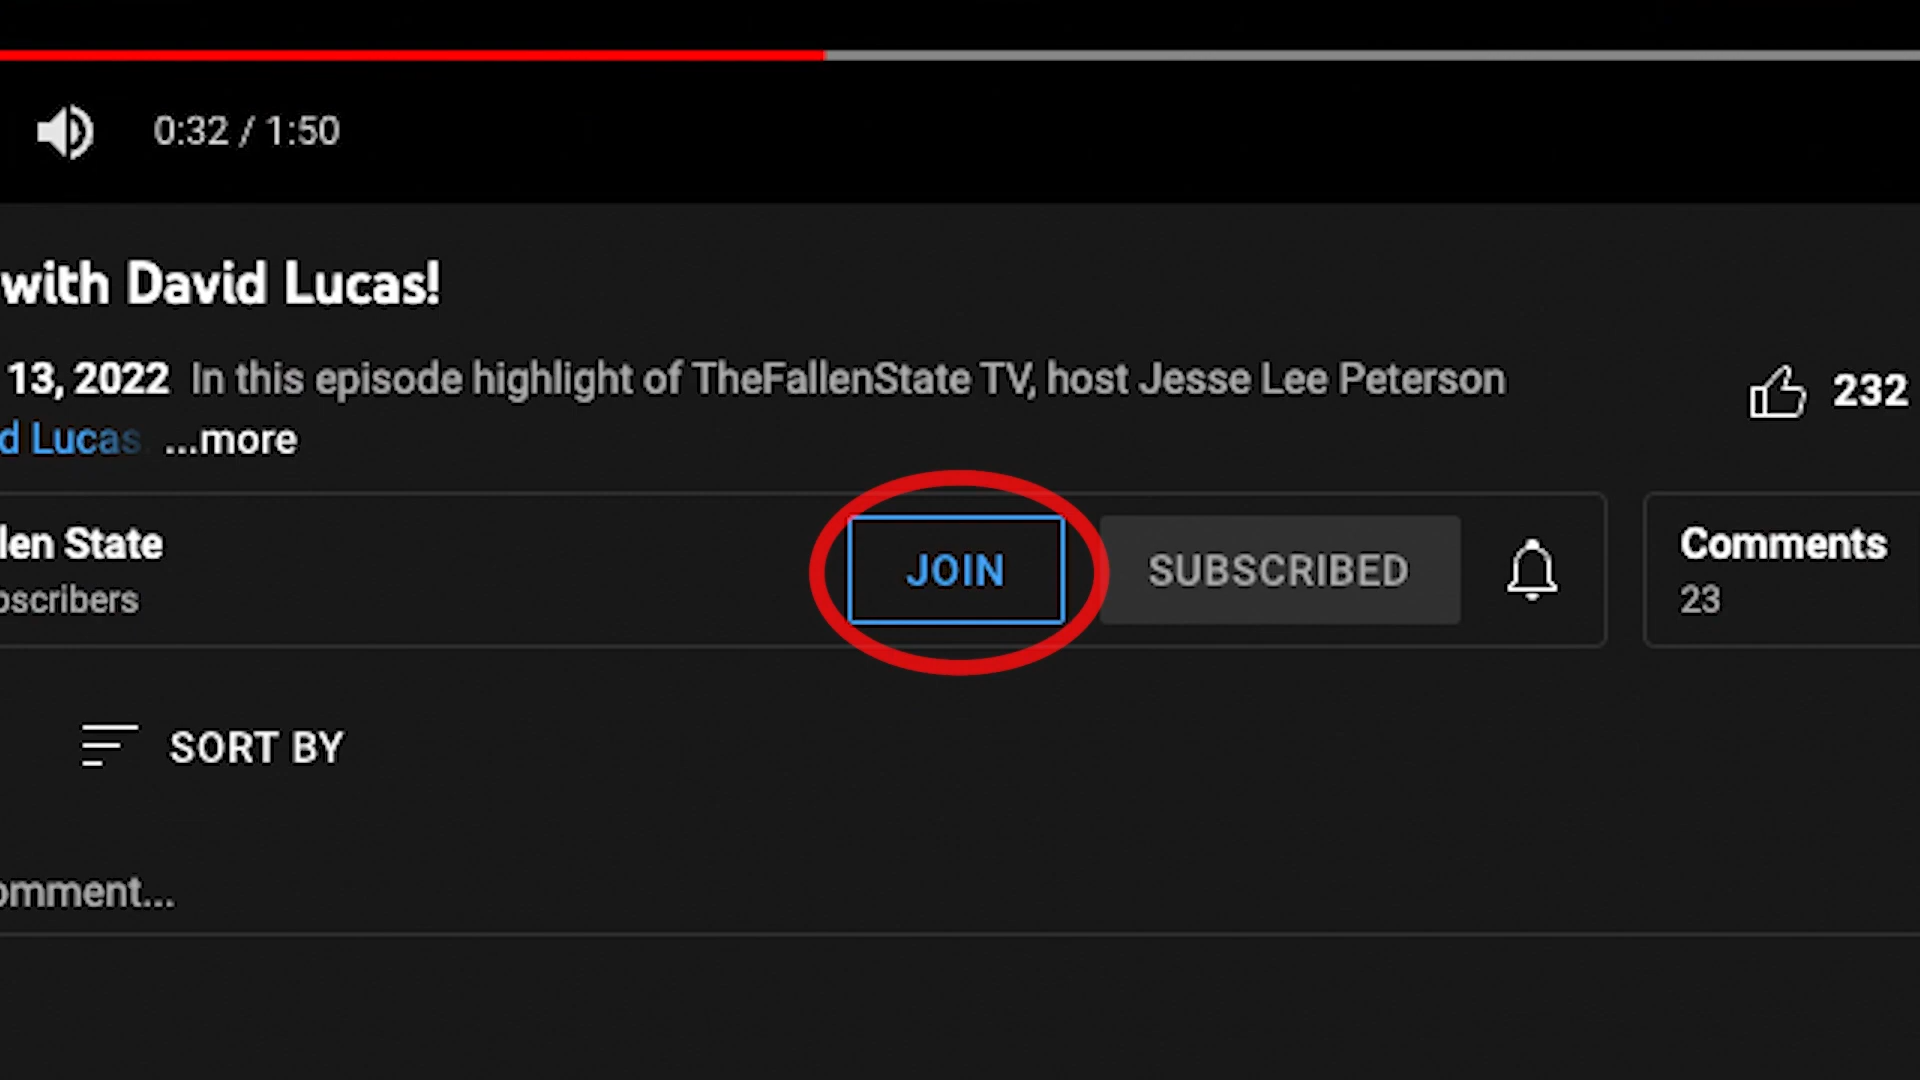 0:32 / 1:50
with David Lucas!
13, 2022 In this episode highlight of TheFallenState TV, host Jesse Lee Peterson
232
d Lucas ...more
len State
JOIN
SUBSCRIBED
Comments
bscribers
23
SORT BY
omment...